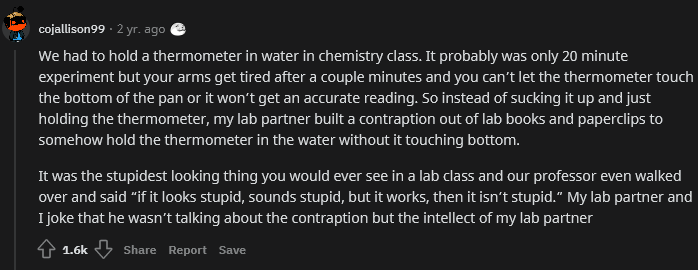 cojallison99 · 2 yr. ago
We had to hold a thermometer in water in chemistry class. It probably was only 20 minute
experiment but your arms get tired after a couple minutes and you can't let the thermometer touch
the bottom of the pan or it won't get an accurate reading. So instead of sucking it up and just
holding the thermometer, my lab partner built a contraption out of lab books and paperclips to
somehow hold the thermometer in the water without it touching bottom.
It was the stupidest looking thing you would ever see in a lab class and our professor even walked
over and said “if it looks stupid, sounds stupid, but it works, then it isn’t stupid.” My lab partner and
I joke that he wasn’t talking about the contraption but the intellect of my lab partner
1.6k Share Report Save